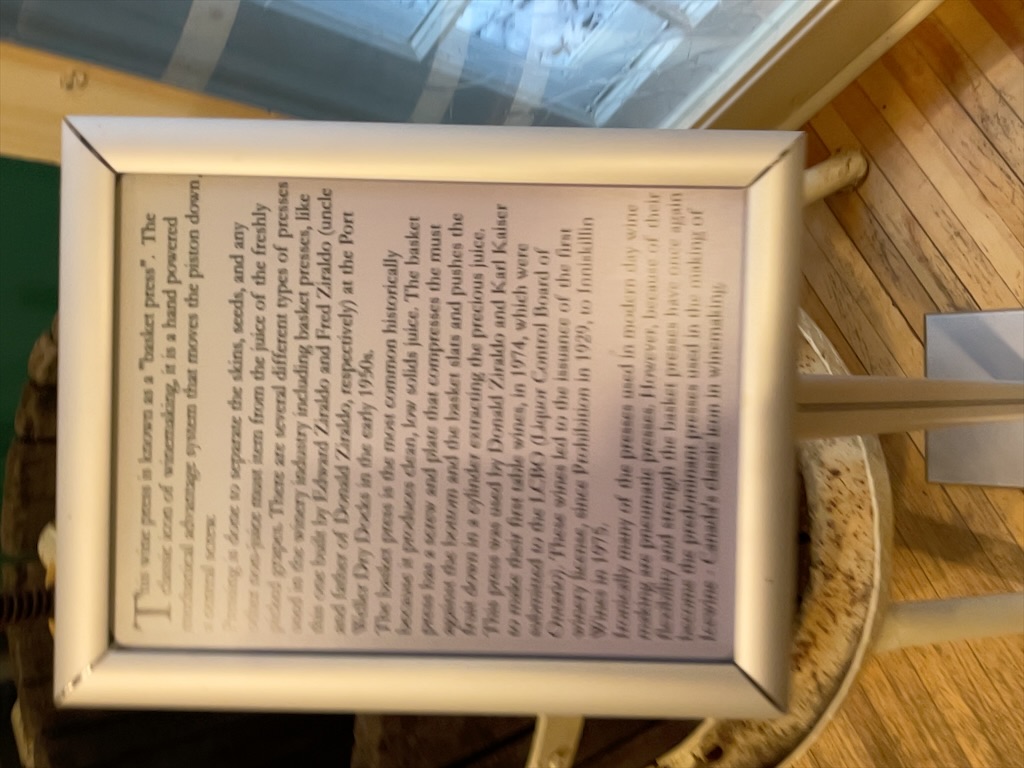 This wine press is known as a "basket press". The
classic icon of winemaking, it is a hand powered
mechanical advantage system that moves the piston down,
a central screw.
Pressing is done to separate the skins, seeds, and any
other non-juice must item from the juice of the freshly
picked grapes. There are several different types of presses
used in the winery industry including basket presses, like
this one built by Edward Ziraldo and Fred Ziraldo (uncle
and father of Donald Ziraldo, respectively) at the Port
Weller Dry Docks in the early 1950s.
The basket press is the most common historically
because it produces clean, low solids juice. The basket
press has a screw and plate that compresses the must
against the bottom and the basket slats and pushes the
fruit down in a cylinder extracting the precious juice.
This press was used by Donald Ziraldo and Karl Kaiser
to make their first table wines, in 1974, which were
submitted to the LCBO (Liquor Control Board of
Ontario). These wines led to the issuance of the first
winery license, since Prohibition in 1929, to Inniskillin
Wines in 1975.
Ironically many of the presses used in modern day wine
making are pneumatic presses. However, because of their
flexibility and strength the basket presses have once again
become the predominant presses used in the making of
Icewine - Canada's classic icon in winemaking.